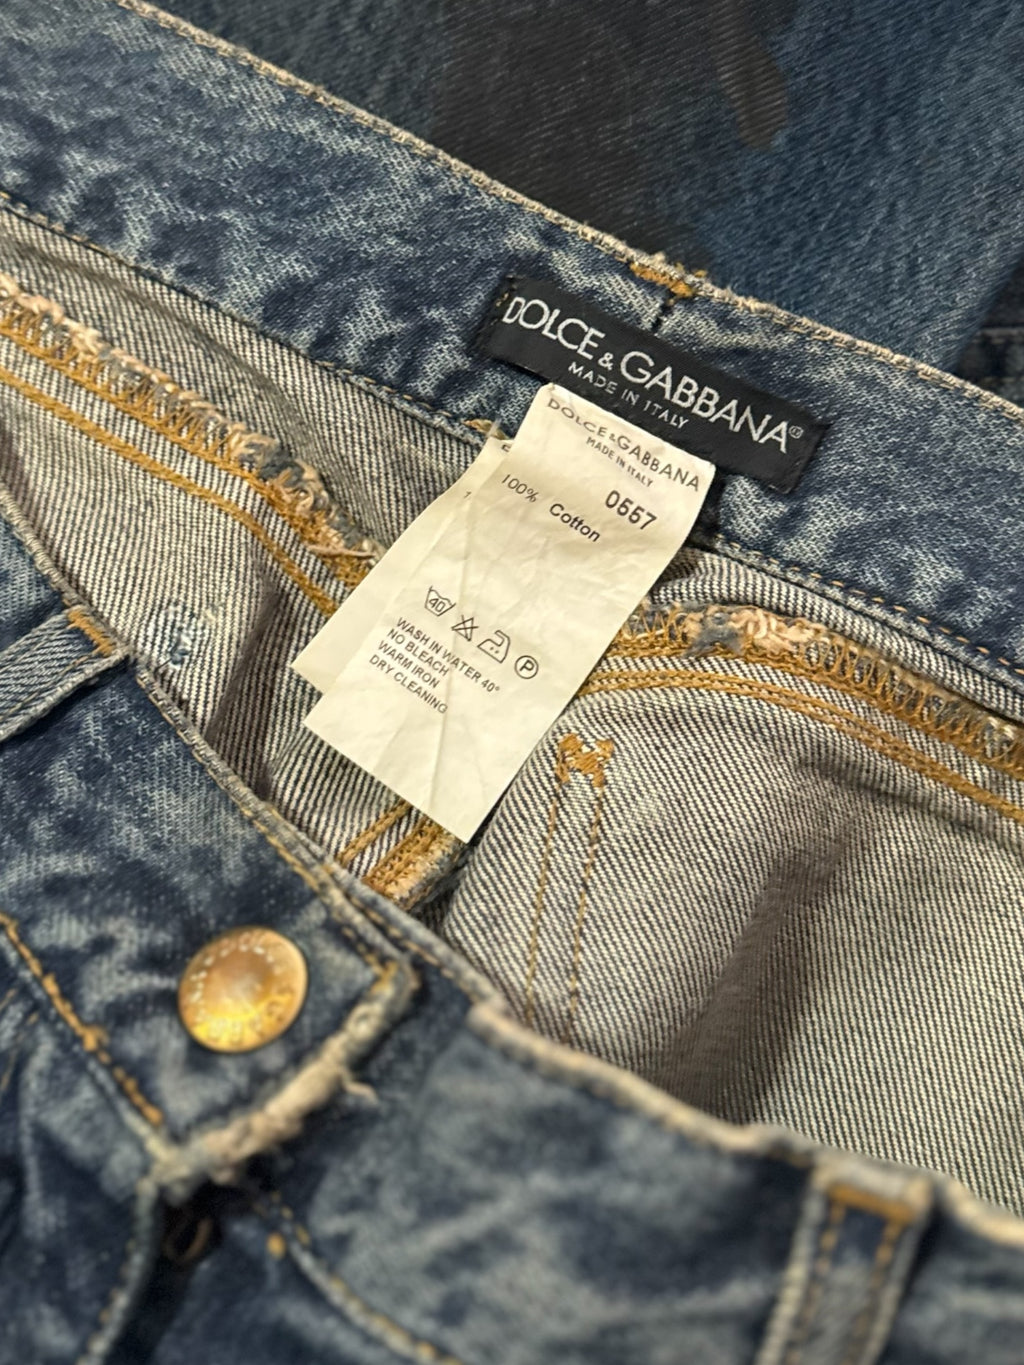 DOLCE & GABBANA®
MADE IN ITALY
DOLCE & GABBANA
MADE IN ITALY
0557
100% Cotton
40
P
WASH IN WATER 40°
NO BLEACH
WARM IRON
DRY CLEANING